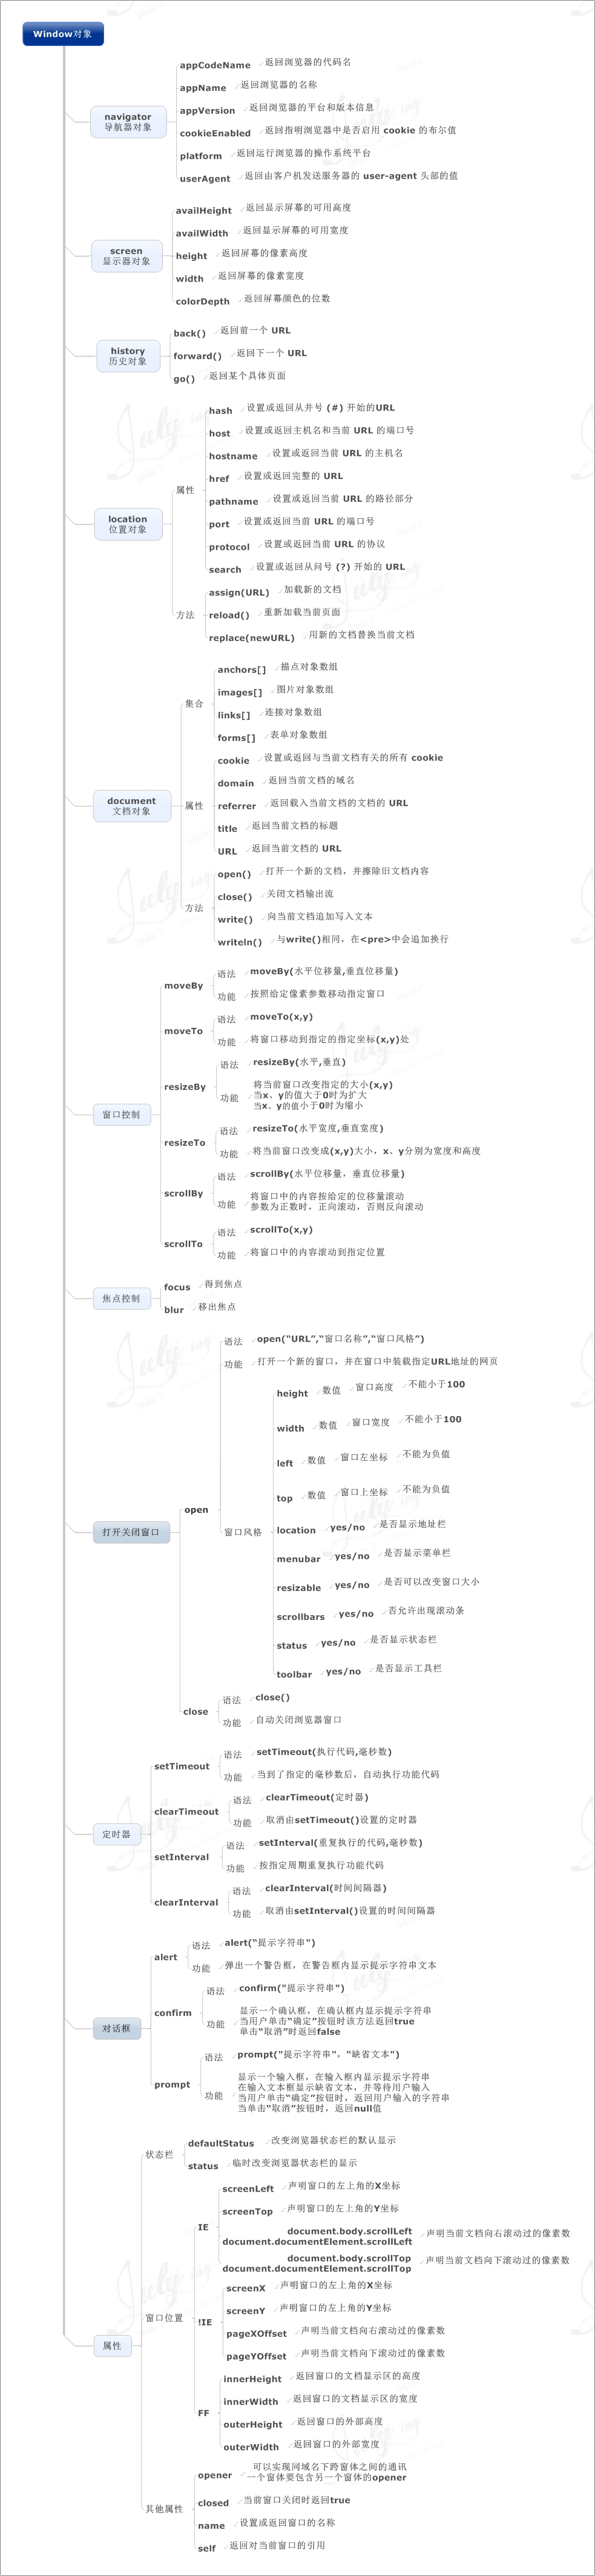 Window对象
navigator
导航器对象
appCodeName 返回浏览器的代码名
appName 返回浏览器的名称
appVersion 返回浏览器的平台和版本信息
cookieEnabled 返回指明浏览器中是否启用 cookie 的布尔值
platform 返回运行浏览器的操作系统平台
userAgent 返回由客户机发送服务器的 user-agent 头部的值
screen
显示器对象
availHeight 返回显示屏幕的可用高度
availWidth 返回显示屏幕的可用宽度
height 返回屏幕的像素高度
width 返回屏幕的像素宽度
colorDepth 返回屏幕颜色的位数
history
历史对象
back() 返回前一个 URL
forward() 返回下一个 URL
go() 返回某个具体页面
location
位置对象
属性
hash 设置或返回从井号 (#) 开始的URL
host 设置或返回主机名和当前 URL 的端口号
hostname 设置或返回当前 URL 的主机名
href 设置或返回完整的 URL
pathname 设置或返回当前 URL 的路径部分
port 设置或返回当前 URL 的端口号
protocol 设置或返回当前 URL 的协议
search 设置或返回从问号 (?) 开始的 URL
方法
assign(URL) 加载新的文档
reload() 重新加载当前页面
replace(newURL) 用新的文档替换当前文档
document
文档对象
集合
anchors[] 描点对象数组
images[] 图片对象数组
links[] 连接对象数组
forms[] 表单对象数组
属性
cookie 设置或返回与当前文档有关的所有 cookie
domain 返回当前文档的域名
referrer 返回载入当前文档的文档的 URL
title 返回当前文档的标题
URL 返回当前文档的 URL
方法
open() 打开一个新的文档，并擦除旧文档内容
close() 关闭文档输出流
write() 向当前文档追加写入文本
writeln() 与write()相同，在<pre>中会追加换行
窗口控制
moveBy
语法 moveBy(水平位移量,垂直位移量)
功能 按照给定像素参数移动指定窗口
moveTo
语法 moveTo(x,y)
功能 将窗口移动到指定的指定坐标(x,y)处
resizeBy
语法 resizeBy(水平,垂直)
功能 将当前窗口改变指定的大小(x,y)
当x、y的值大于0时为扩大
当x、y的值小于0时为缩小
resizeTo
语法 resizeTo(水平宽度,垂直宽度)
功能 将当前窗口改变成(x,y)大小，x、y分别为宽度和高度
scrollBy
语法 scrollBy(水平位移量，垂直位移量)
功能 将窗口中的内容按给定的位移量滚动
参数为正数时，正向滚动，否则反向滚动
scrollTo
语法 scrollTo(x,y)
功能 将窗口中的内容滚动到指定位置
焦点控制
focus 得到焦点
blur 移出焦点
打开关闭窗口
open
语法 open(“URL”,“窗口名称”,“窗口风格”)
功能 打开一个新的窗口，并在窗口中装载指定URL地址的网页
窗口风格
height 数值 窗口高度 不能小于100
width 数值 窗口宽度 不能小于100
left 数值 窗口左坐标 不能为负值
top 数值 窗口上坐标 不能为负值
location yes/no 是否显示地址栏
menubar yes/no 是否显示菜单栏
resizable yes/no 是否可以改变窗口大小
scrollbars yes/no 否允许出现滚动条
status yes/no 是否显示状态栏
toolbar yes/no 是否显示工具栏
close
语法 close()
功能 自动关闭浏览器窗口
定时器
setTimeout
语法 setTimeout(执行代码,毫秒数)
功能 当到了指定的毫秒数后，自动执行功能代码
clearTimeout
语法 clearTimeout(定时器)
功能 取消由setTimeout()设置的定时器
setInterval
语法 setInterval(重复执行的代码,毫秒数)
功能 按指定周期重复执行功能代码
clearInterval
语法 clearInterval(时间间隔器)
功能 取消由setInterval()设置的时间间隔器
对话框
alert
语法 alert(“提示字符串")
功能 弹出一个警告框，在警告框内显示提示字符串文本
confirm
语法 confirm("提示字符串")
功能 显示一个确认框，在确认框内显示提示字符串
当用户单击“确定”按钮时该方法返回true
单击“取消”时返回false
prompt
语法 prompt("提示字符串"，"缺省文本")
功能 显示一个输入框，在输入框内显示提示字符串
在输入文本框显示缺省文本，并等待用户输入
当用户单击“确定”按钮时，返回用户输入的字符串
当单击“取消”按钮时，返回null值
属性
状态栏
defaultStatus 改变浏览器状态栏的默认显示
status 临时改变浏览器状态栏的显示
窗口位置
IE
screenLeft 声明窗口的左上角的X坐标
screenTop 声明窗口的左上角的Y坐标
document.body.scrollLeft
document.documentElement.scrollLeft 声明当前文档向右滚动过的像素数
document.body.scrollTop
document.documentElement.scrollTop 声明当前文档向下滚动过的像素数
!IE
screenX 声明窗口的左上角的X坐标
screenY 声明窗口的左上角的Y坐标
pageXOffset 声明当前文档向右滚动过的像素数
pageYOffset 声明当前文档向下滚动过的像素数
FF
innerHeight 返回窗口的文档显示区的高度
innerWidth 返回窗口的文档显示区的宽度
outerHeight 返回窗口的外部高度
outerWidth 返回窗口的外部宽度
其他属性
opener 可以实现同域名下跨窗体之间的通讯
一个窗体要包含另一个窗体的opener
closed 当前窗口关闭时返回true
name 设置或返回窗口的名称
self 返回对当前窗口的引用